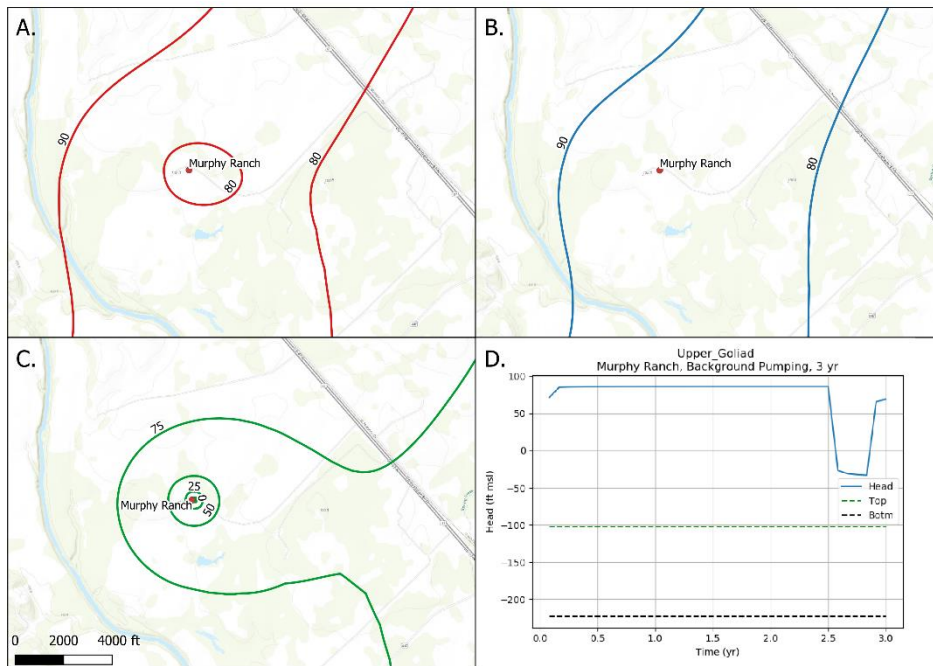 A.
90
Murphy Ranch
80
80
B.
90
Murphy Ranch
80
C.
75
25
0
50
Murphy Ranch
0 2000 4000 ft
D.
Upper_Goliad
Murphy Ranch, Background Pumping, 3 yr
Head (ft msl)
100
50
0
−50
−100
−150
−200
Head
Top
Botm
0.0 0.5 1.0 1.5 2.0 2.5 3.0
Time (yr)